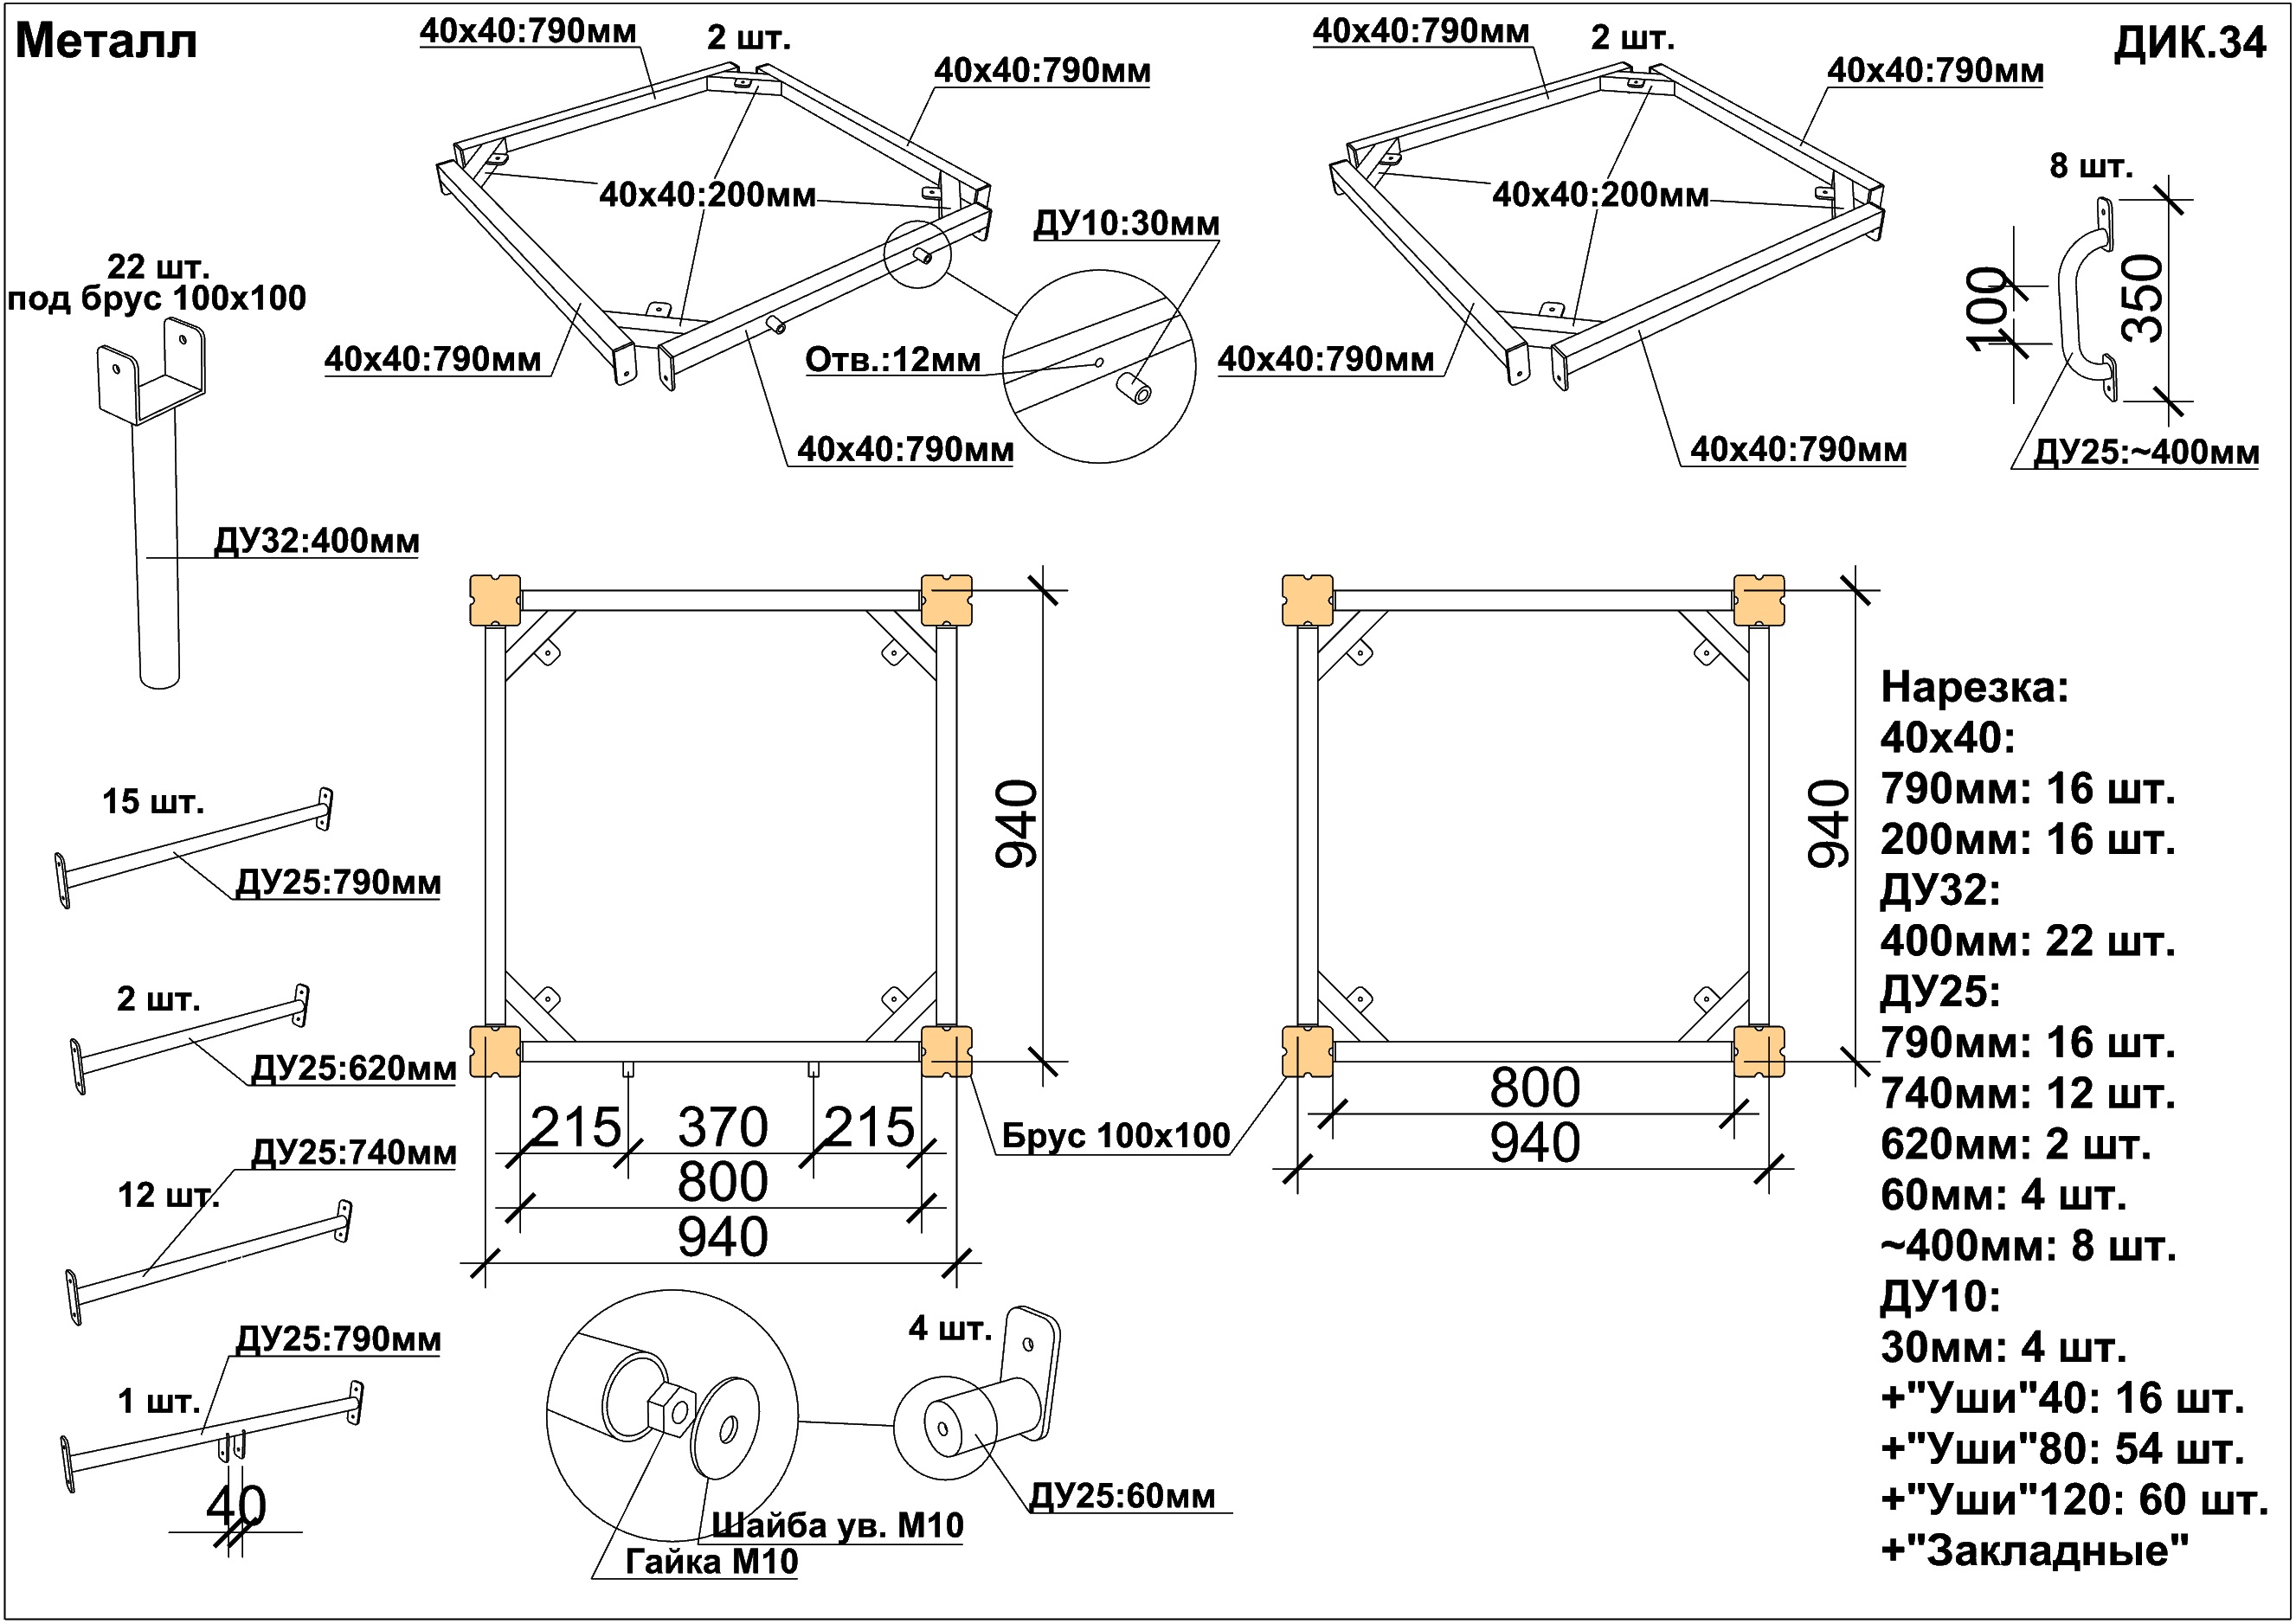 Металл
ДИК.34
40х40:790мм
2 шт.
40х40:790мм
40х40:200мм
ДУ10:30мм
Отв.:12мм
40х40:790мм
40х40:790мм
40х40:790мм
2 шт.
40х40:790мм
40х40:200мм
40х40:790мм
40х40:790мм
8 шт.
100
350
ДУ25:~400мм
22 шт.
под брус 100х100
ДУ32:400мм
15 шт.
ДУ25:790мм
2 шт.
ДУ25:620мм
ДУ25:740мм
12 шт.
ДУ25:790мм
1 шт.
40
940
215
370
215
800
940
Брус 100х100
940
800
940
4 шт.
ДУ25:60мм
Шайба ув. М10
Гайка М10
Нарезка:
40х40:
790мм: 16 шт.
200мм: 16 шт.
ДУ32:
400мм: 22 шт.
ДУ25:
790мм: 16 шт.
740мм: 12 шт.
620мм: 2 шт.
60мм: 4 шт.
~400мм: 8 шт.
ДУ10:
30мм: 4 шт.
+"Уши"40: 16 шт.
+"Уши"80: 54 шт.
+"Уши"120: 60 шт.
+"Закладные"